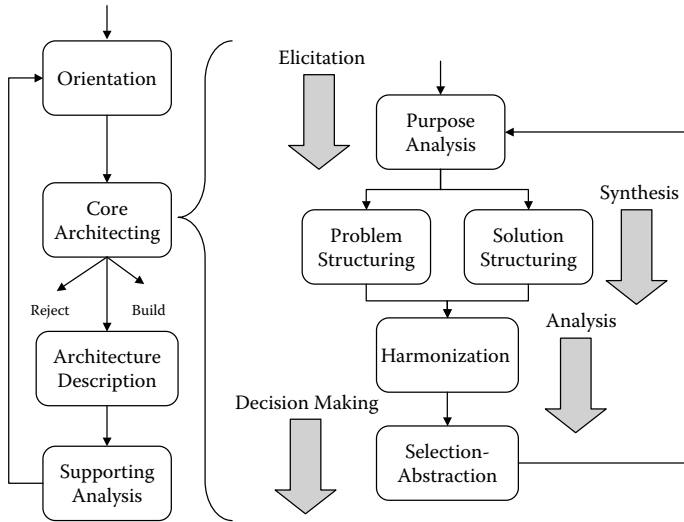 Orientation
Core
Architecting
Reject
Build
Architecture
Description
Supporting
Analysis
Elicitation
Purpose
Analysis
Synthesis
Problem
Structuring
Solution
Structuring
Analysis
Harmonization
Decision Making
Selection-
Abstraction